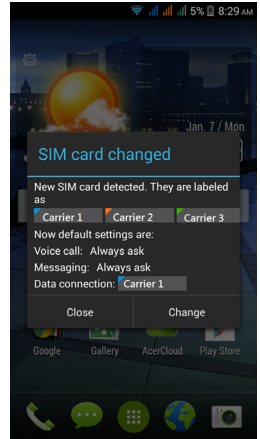 5% 8:29 AM
Jan. 7 / Mon
SIM card changed
New SIM card detected. They are labeled
as
Carrier 1 Carrier 2 Carrier 3
Now default settings are:
Voice call: Always ask
Messaging: Always ask
Data connection: Carrier 1
Close Change
Google Gallery AcerCloud Play Store